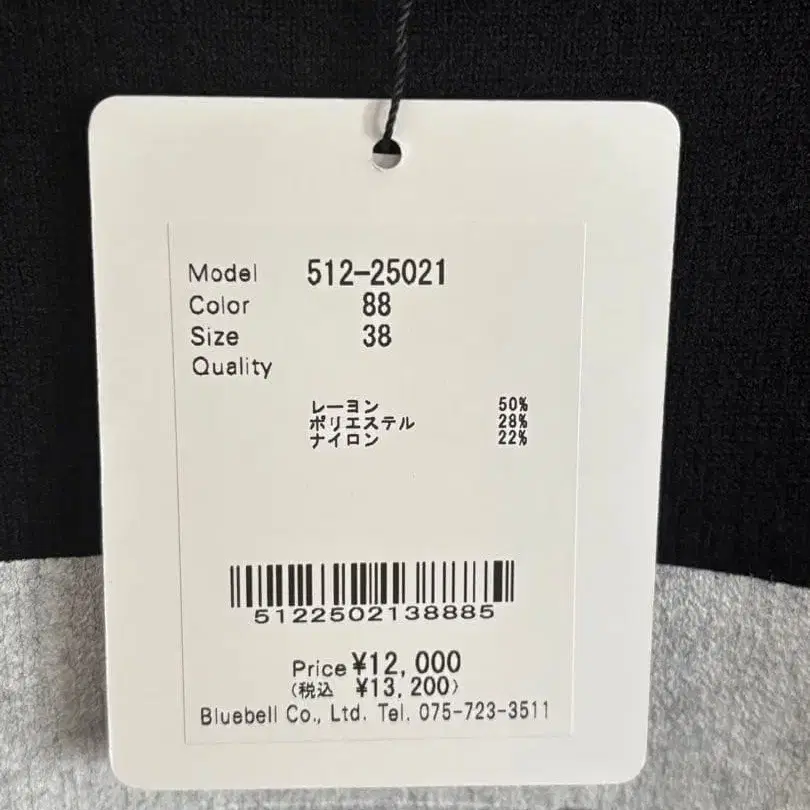 Model 512-25021
Color 88
Size 38
Quality
レーヨン 50%
ポリエステル 28%
ナイロン 22%
5122502138885
Price ¥12,000
(税込 ¥13,200)
Bluebell Co., Ltd. Tel. 075-723-3511